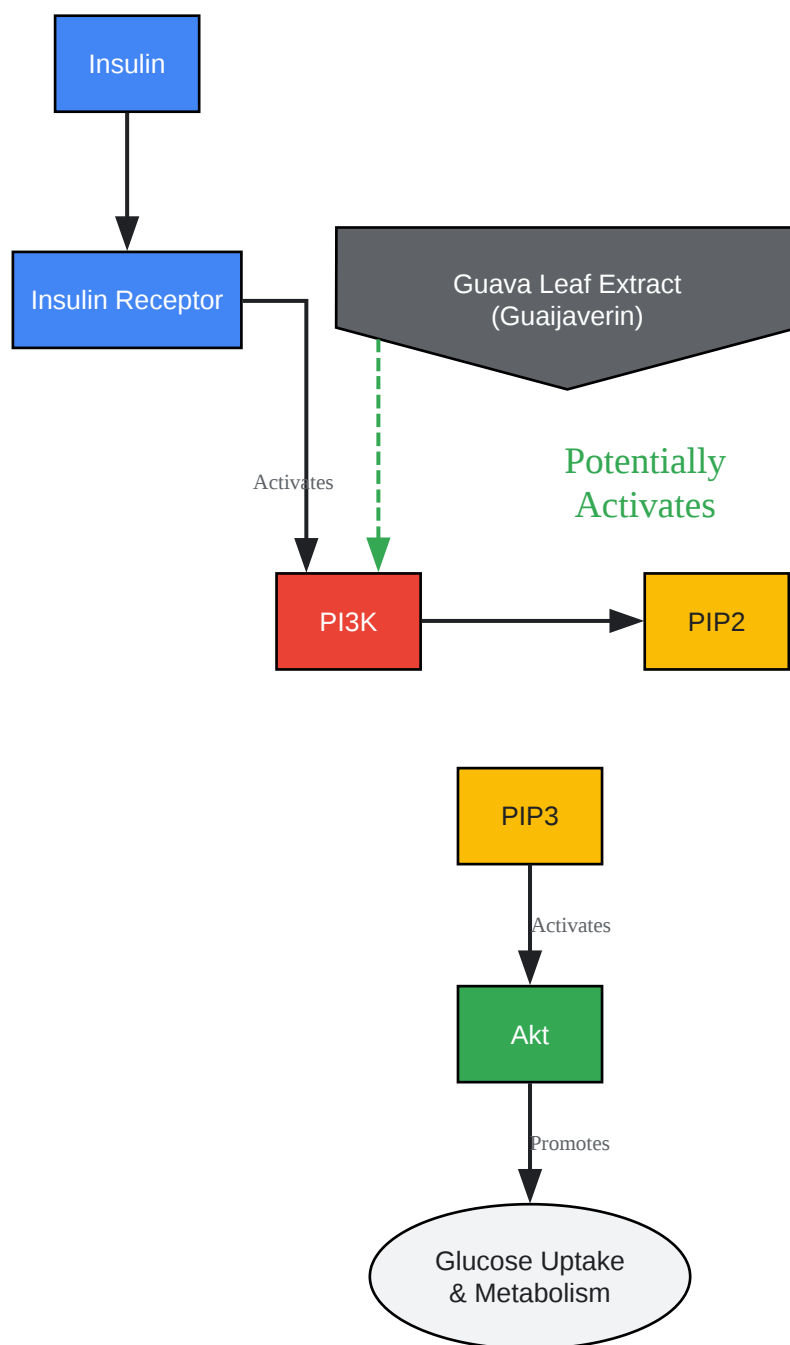 Insulin
Insulin Receptor
Guava Leaf Extract
(Guaijaverin)
Activates
Potentially
Activates
PI3K
PIP2
PIP3
Activates
Akt
Promotes
Glucose Uptake
& Metabolism